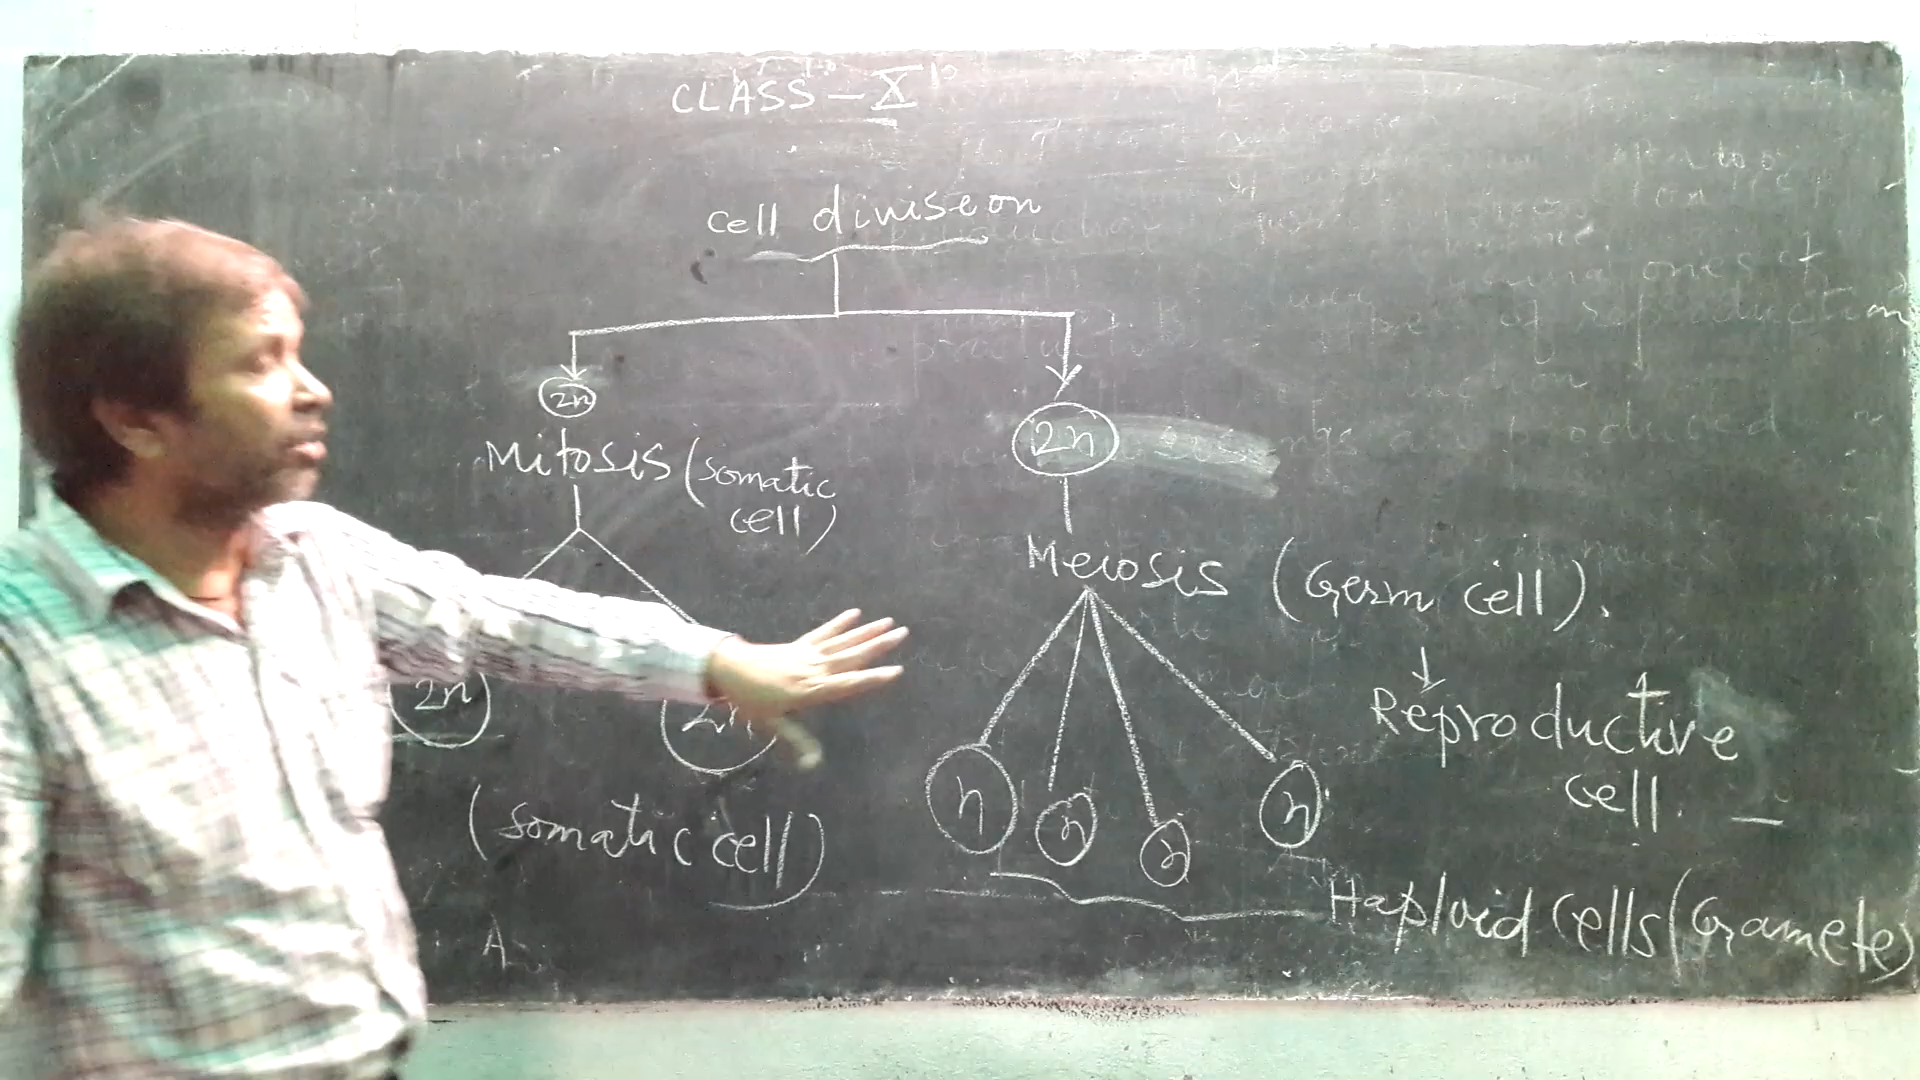 CLASS - X
cell diviseon
2n
2n
Mitosis (somatic
cell)
Meiosis (Germ cell).
Reproductive
cell.
2n
2n
n
n
n
n
(somatic cell)
Haploid cells (Gamete)
A